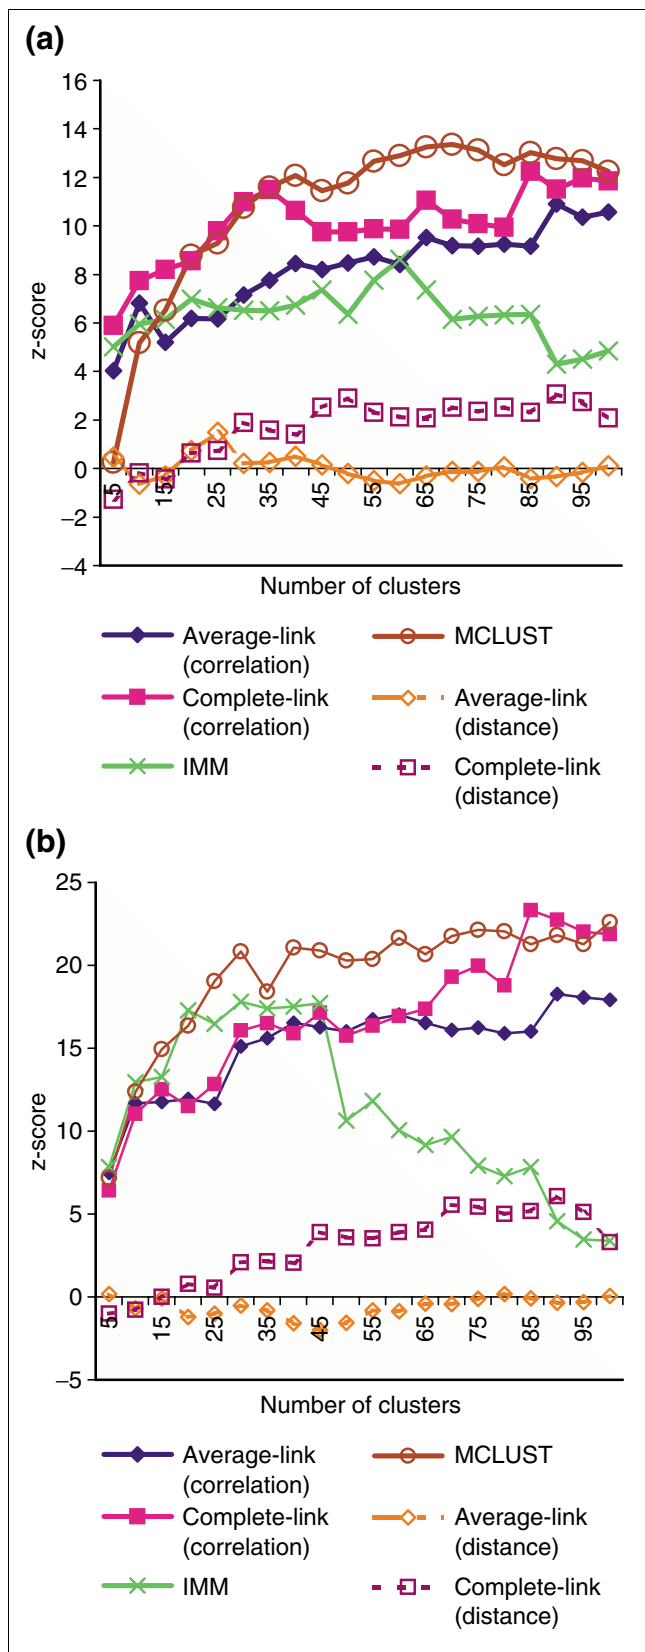 (a)
16
14
12
10
8
6
4
2
0
−2
−4
z-score
5
15
25
35
45
55
65
75
85
95
Number of clusters
Average-link
(correlation)
MCLUST
Complete-link
(correlation)
Average-link
(distance)
IMM
Complete-link
(distance)
(b)
25
20
15
10
5
0
−5
z-score
5
15
25
35
45
55
65
75
85
95
Number of clusters
Average-link
(correlation)
MCLUST
Complete-link
(correlation)
Average-link
(distance)
IMM
Complete-link
(distance)